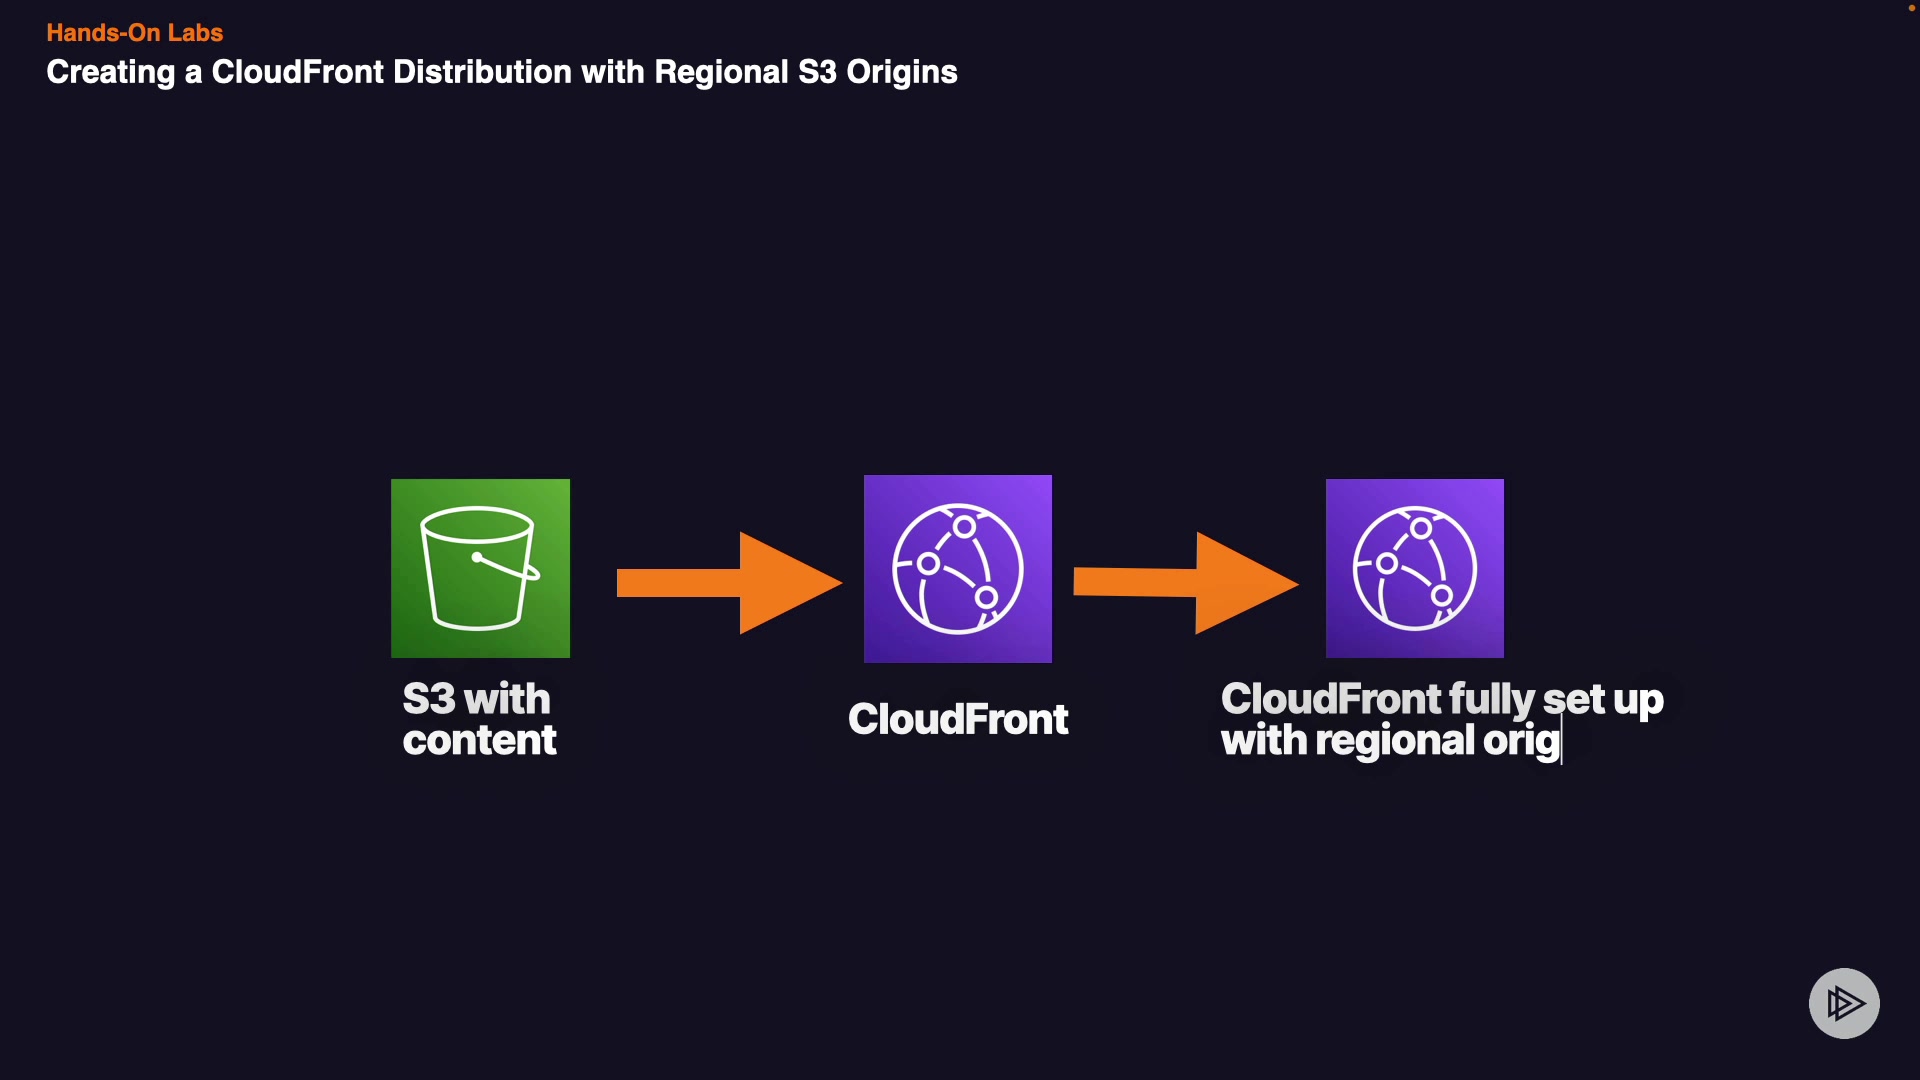 Hands-On Labs
Creating a CloudFront Distribution with Regional S3 Origins
S3 with
content
CloudFront
CloudFront fully set up
with regional orig